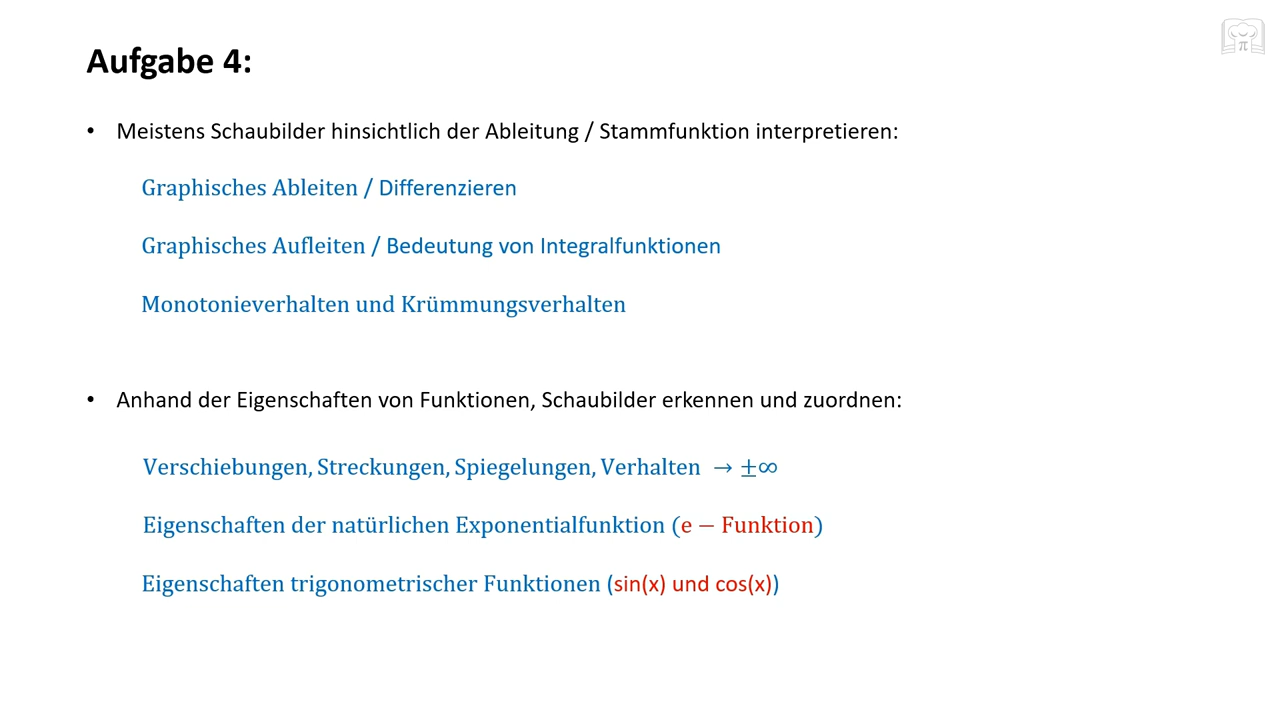 Aufgabe 4:
• Meistens Schaubilder hinsichtlich der Ableitung / Stammfunktion interpretieren:
Graphisches Ableiten / Differenzieren
Graphisches Aufleiten / Bedeutung von Integralfunktionen
Monotonieverhalten und Krümmungsverhalten
• Anhand der Eigenschaften von Funktionen, Schaubilder erkennen und zuordnen:
Verschiebungen, Streckungen, Spiegelungen, Verhalten → ±∞
Eigenschaften der natürlichen Exponentialfunktion (e − Funktion)
Eigenschaften trigonometrischer Funktionen (sin(x) und cos(x))
π